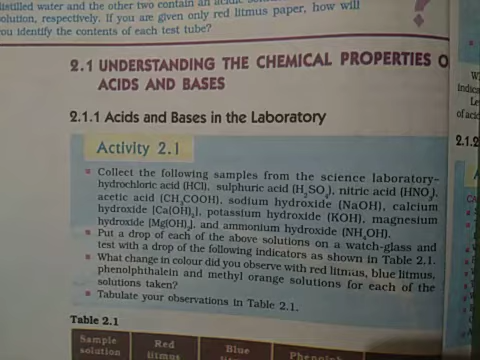 distilled water and the other two contain an acidic
solution, respectively. If you are given only red litmus paper, how will
you identify the contents of each test tube?
?
2.1 UNDERSTANDING THE CHEMICAL PROPERTIES O
ACIDS AND BASES
2.1.1 Acids and Bases in the Laboratory
Activity 2.1
Collect the following samples from the science laboratory–
hydrochloric acid (HCl), sulphuric acid (H₂SO₄), nitric acid (HNO₃),
acetic acid (CH₃COOH), sodium hydroxide (NaOH), calcium
hydroxide [Ca(OH)₂], potassium hydroxide (KOH), magnesium
hydroxide [Mg(OH)₂], and ammonium hydroxide (NH₄OH).
Put a drop of each of the above solutions on a watch-glass and
test with a drop of the following indicators as shown in Table 2.1.
What change in colour did you observe with red litmus, blue litmus,
phenolphthalein and methyl orange solutions for each of the
solutions taken?
Tabulate your observations in Table 2.1.
Table 2.1
Sample Red Blue
solution litmus
2.1.2